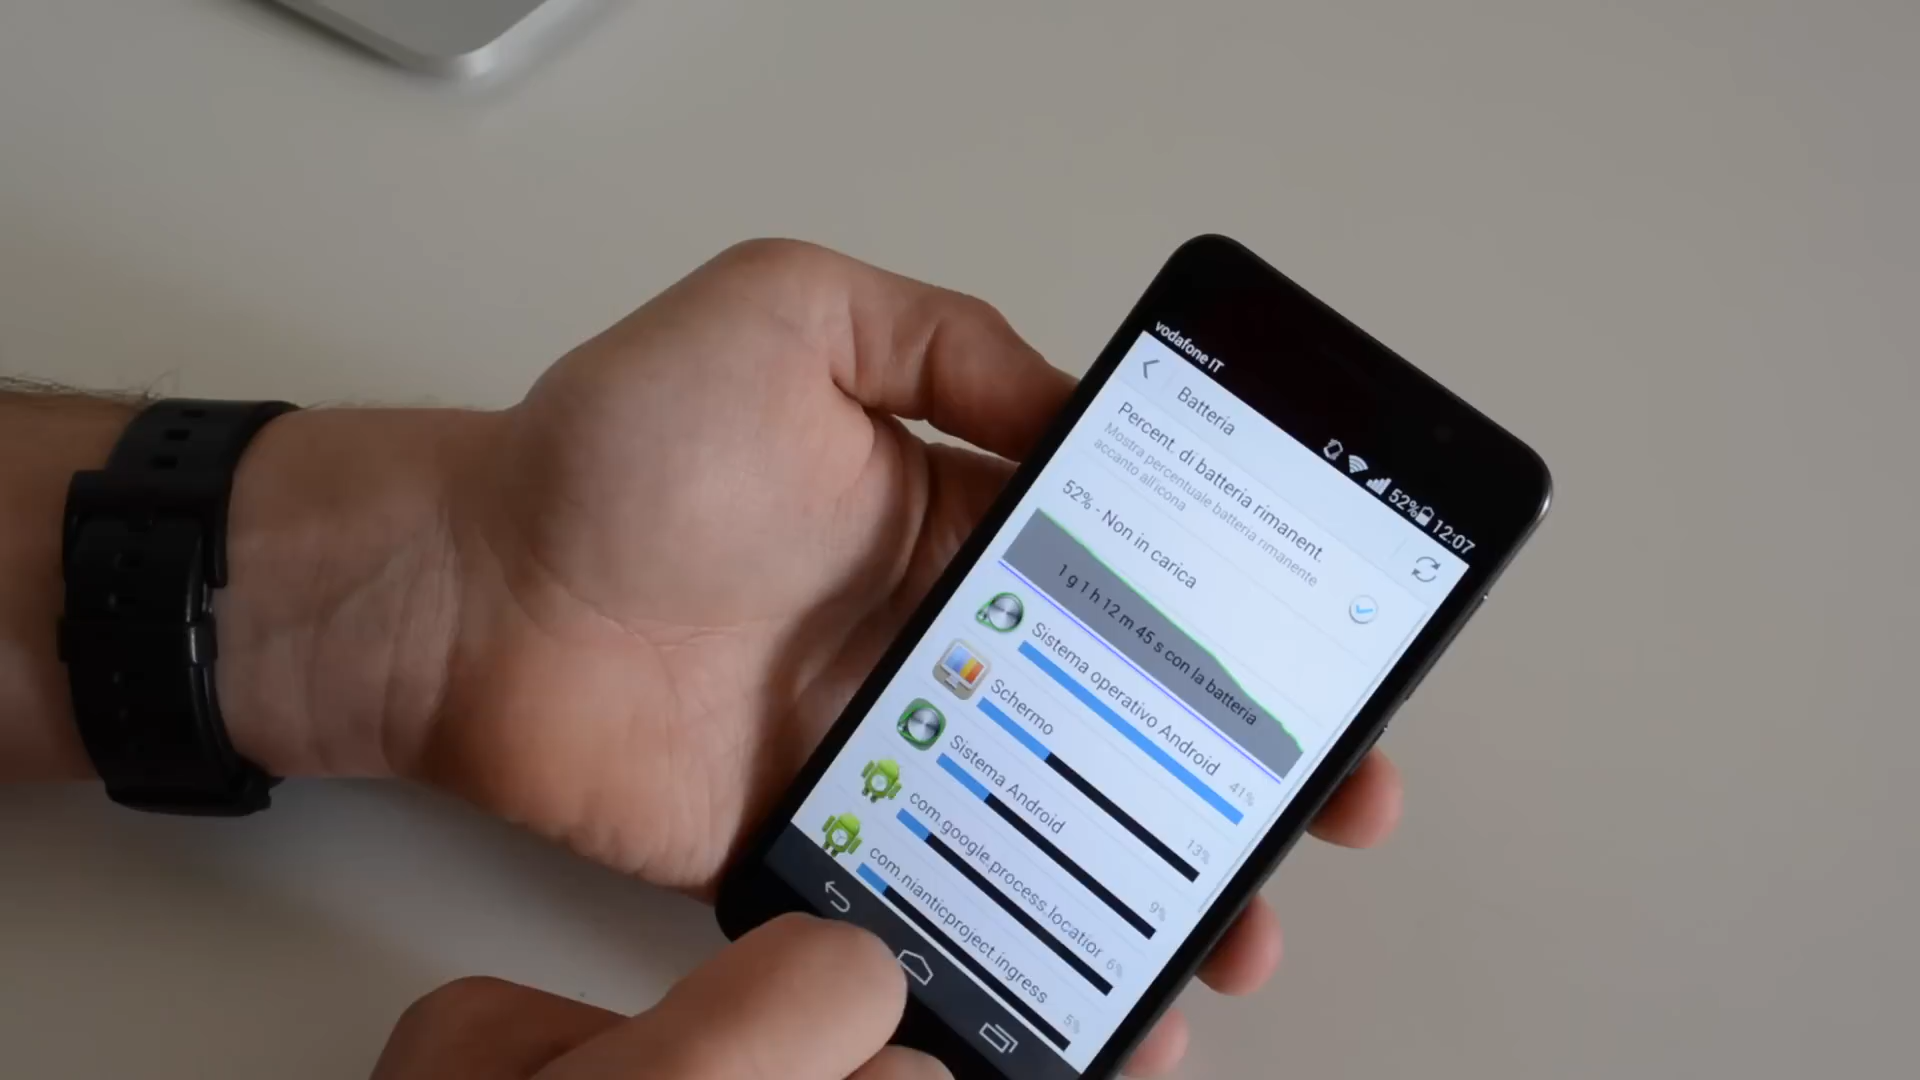 vodafone IT
52% 12:07
Batteria
Percent. di batteria rimanent.
Mostra percentuale batteria rimanente
accanto all'icona
52% - Non in carica
1 g 1 h 12 m 45 s con la batteria
Sistema operativo Android 41%
Schermo 13%
Sistema Android 9%
com.google.process.location 6%
com.nianticproject.ingress 5%